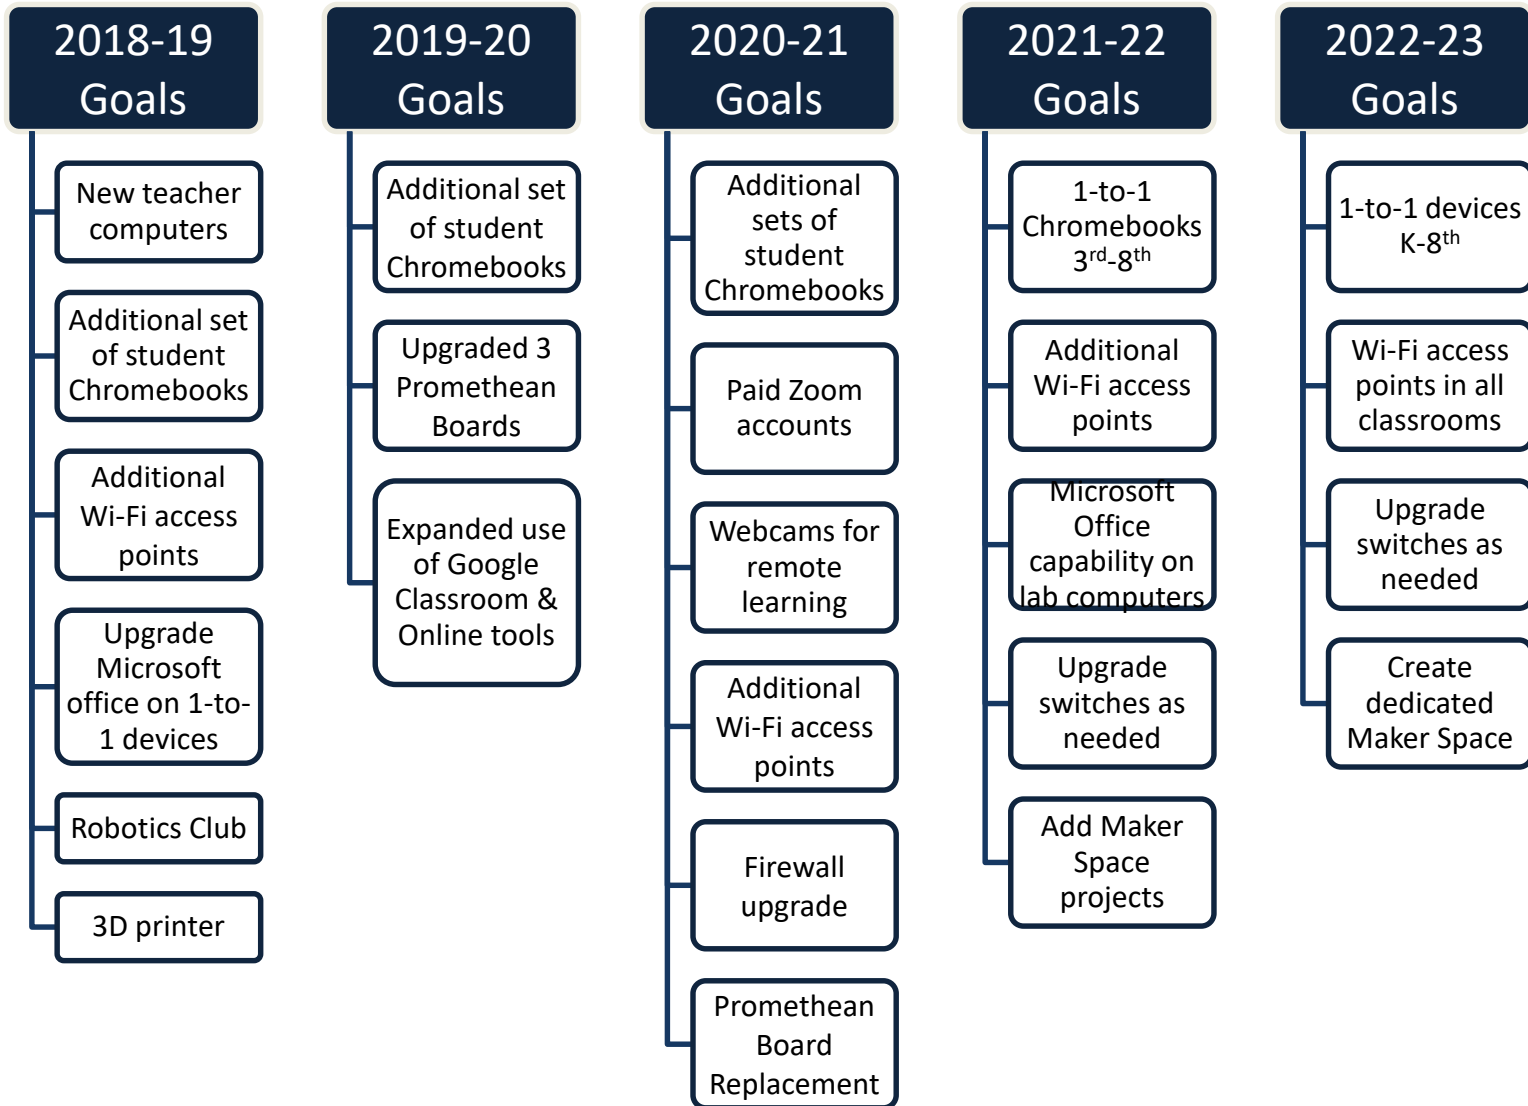 2018-19
Goals
New teacher
computers
Additional set
of student
Chromebooks
Additional
Wi-Fi access
points
Upgrade
Microsoft
office on 1-to-
1 devices
Robotics Club
3D printer
2019-20
Goals
Additional set
of student
Chromebooks
Upgraded 3
Promethean
Boards
Expanded use
of Google
Classroom &
Online tools
2020-21
Goals
Additional
sets of
student
Chromebooks
Paid Zoom
accounts
Webcams for
remote
learning
Additional
Wi-Fi access
points
Firewall
upgrade
Promethean
Board
Replacement
2021-22
Goals
1-to-1
Chromebooks
3rd-8th
Additional
Wi-Fi access
points
Microsoft
Office
capability on
lab computers
Upgrade
switches as
needed
Add Maker
Space
projects
2022-23
Goals
1-to-1 devices
K-8th
Wi-Fi access
points in all
classrooms
Upgrade
switches as
needed
Create
dedicated
Maker Space